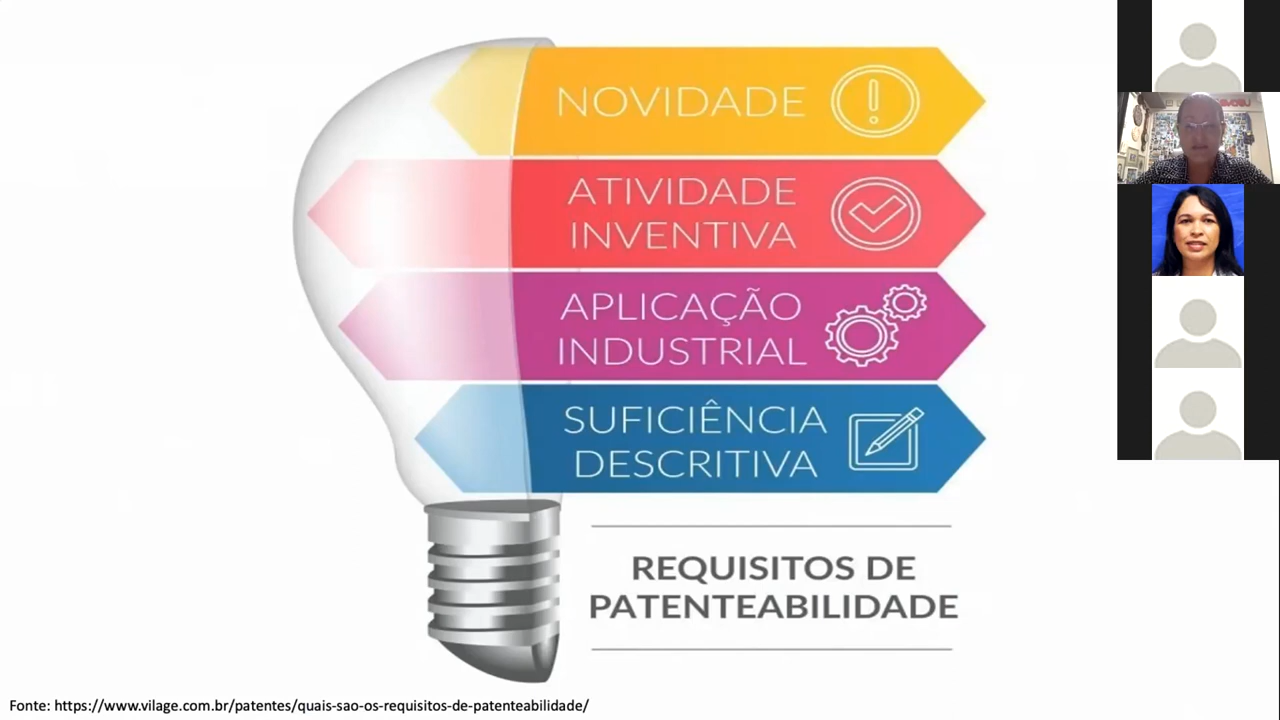 NOVIDADE
ATIVIDADE
INVENTIVA
APLICAÇÃO
INDUSTRIAL
SUFICIÊNCIA
DESCRITIVA
REQUISITOS DE
PATENTEABILIDADE
Fonte: https://www.vilage.com.br/patentes/quais-sao-os-requisitos-de-patenteabilidade/